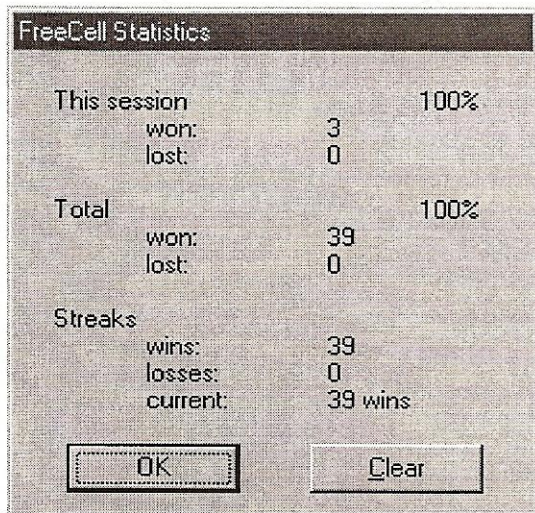 FreeCell Statistics
This session 100%
won: 3
lost: 0
Total 100%
won: 39
lost: 0
Streaks
wins: 39
losses: 0
current: 39 wins
OK Clear